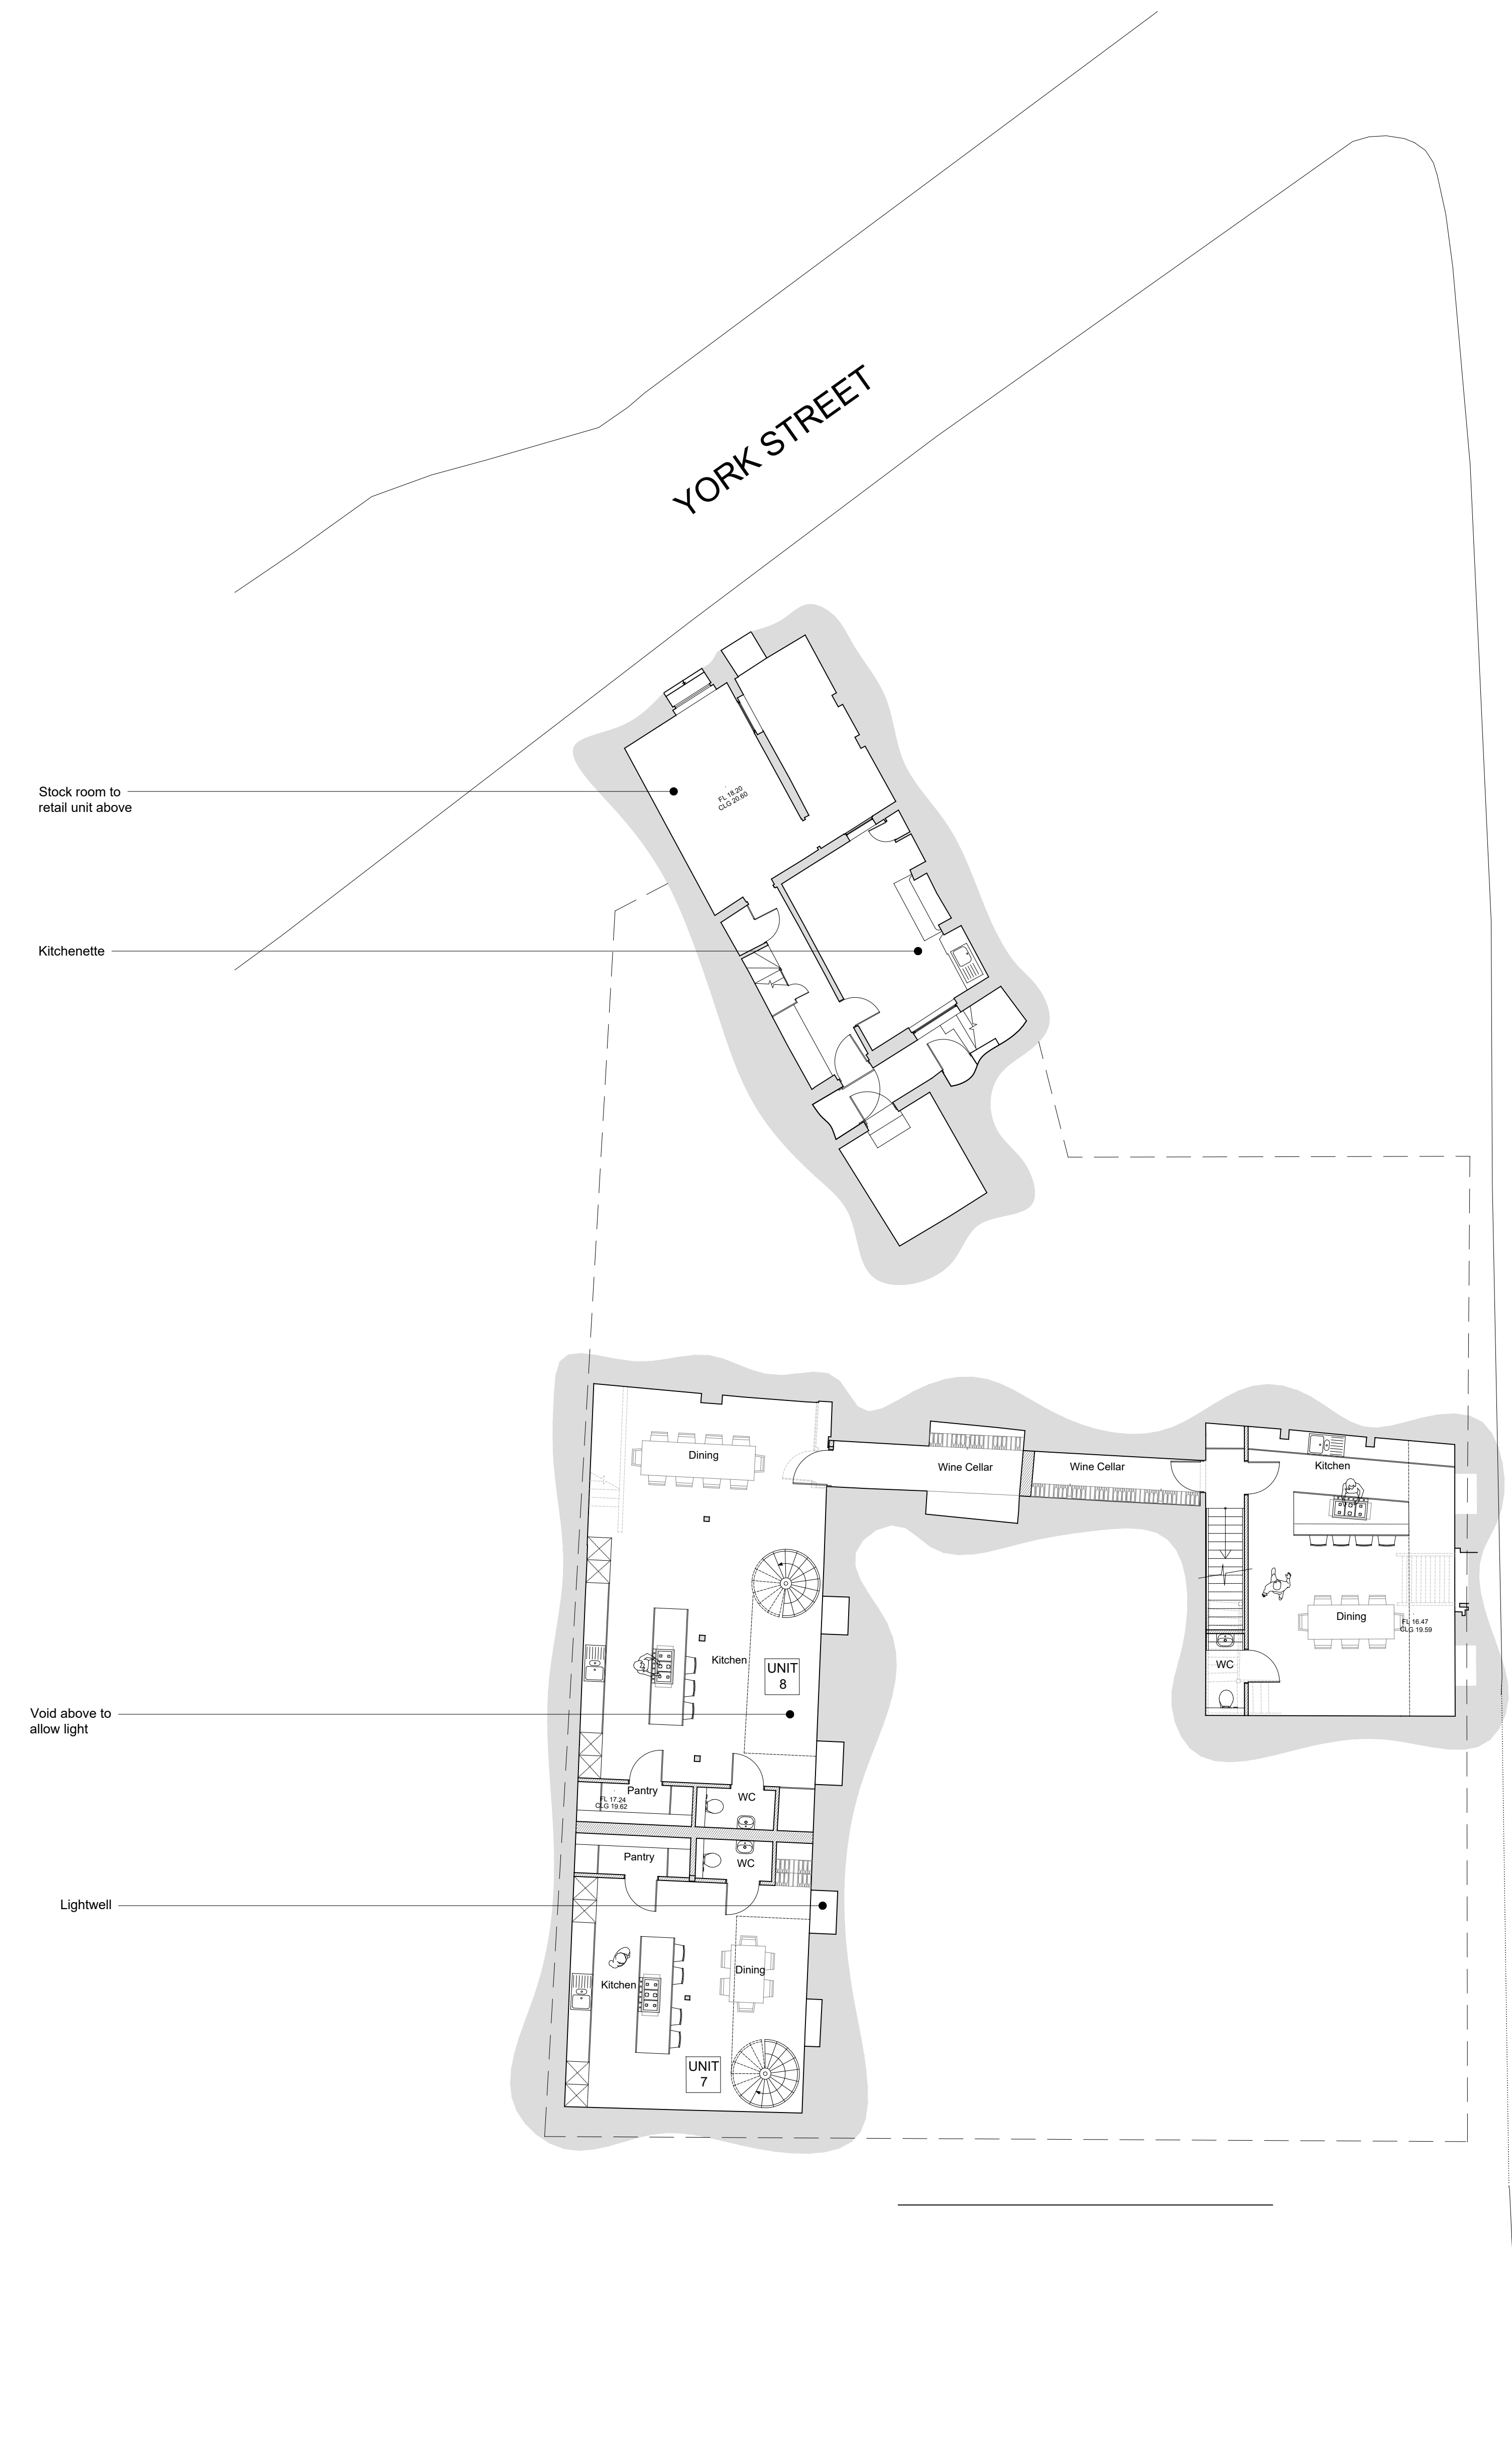 YORK STREET
Stock room to
retail unit above
FL 18.20
CLG 20.60
Kitchenette
Dining
Wine Cellar
Wine Cellar
Kitchen
Dining
FL 16.47
CLG 19.59
WC
Kitchen
UNIT
8
Void above to
allow light
Pantry
FL 17.24
CLG 19.62
WC
Pantry
WC
Lightwell
Dining
Kitchen
UNIT
7